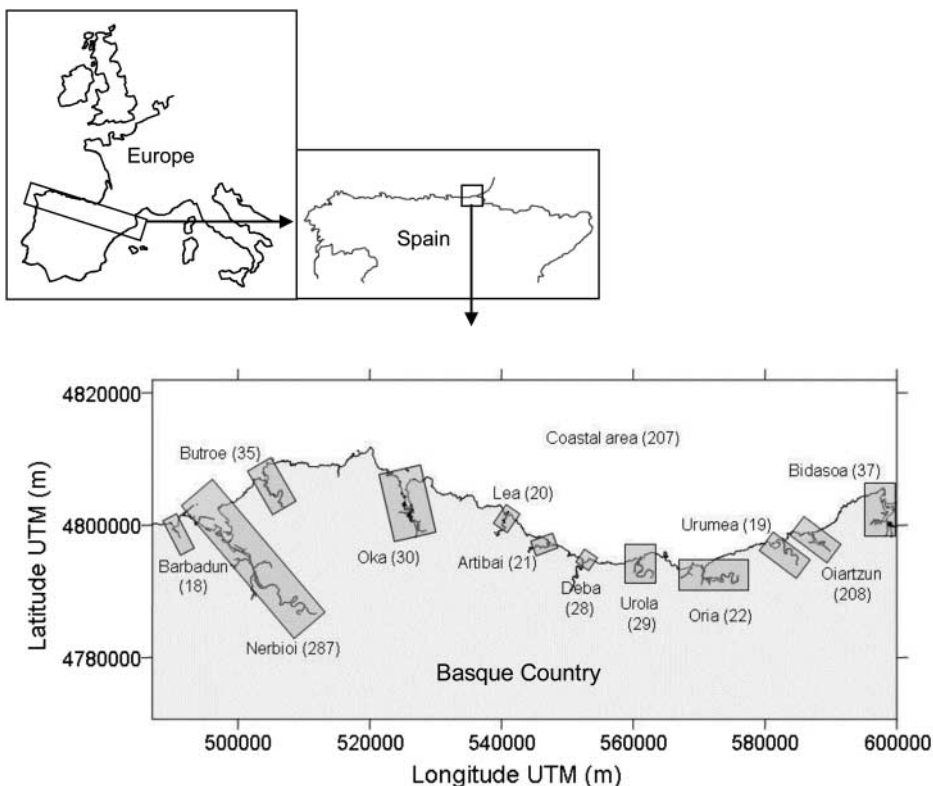 Europe
Spain
4820000
4800000
4780000
Latitude UTM (m)
Butroe (35)
Coastal area (207)
Bidasoa (37)
Lea (20)
Urumea (19)
Barbadun
(18)
Oka (30)
Artibai (21)
Deba
(28)
Urola
(29)
Oria (22)
Oiartzun
(208)
Nerbioi (287)
Basque Country
500000
520000
540000
560000
580000
600000
Longitude UTM (m)